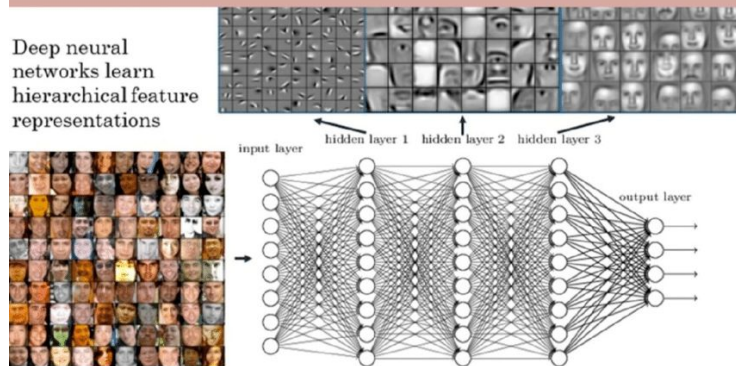 Deep neural
networks learn
hierarchical feature
representations
hidden layer 1 hidden layer 2 hidden layer 3
input layer
output layer